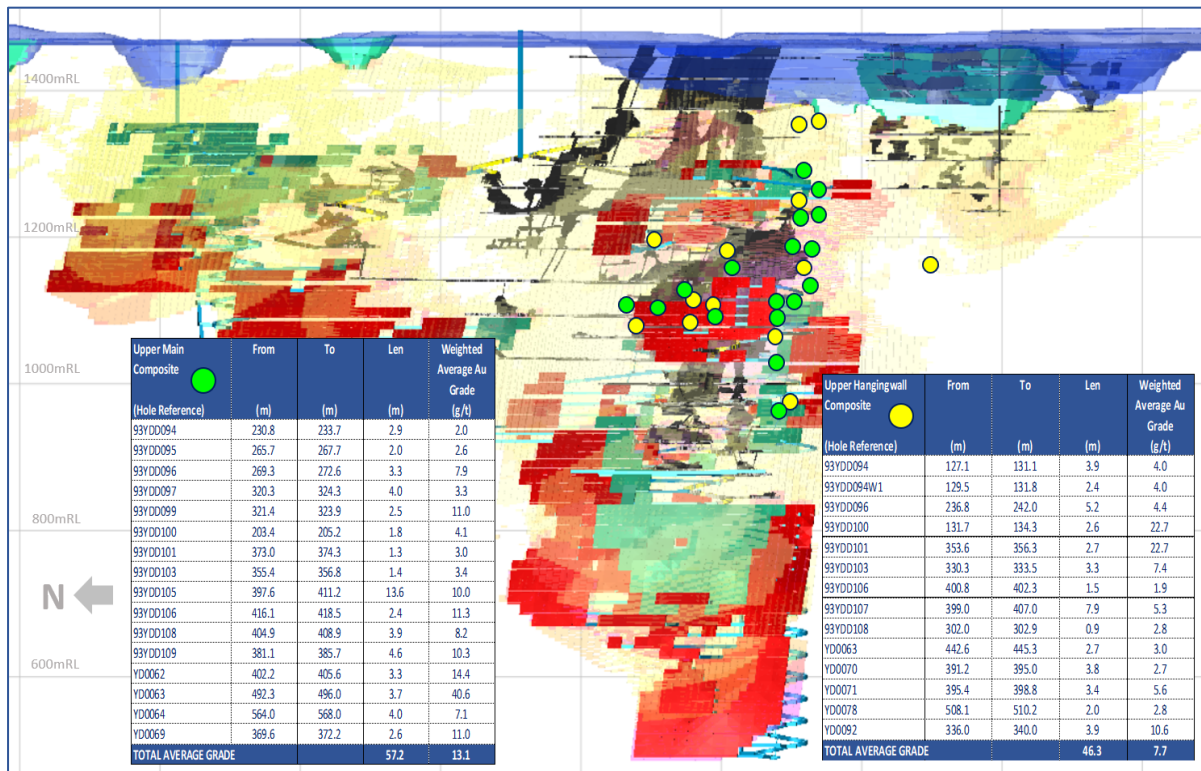 1400mRL
1200mRL
1000mRL
800mRL
600mRL
N
Upper Main Composite (Hole Reference) From (m) To (m) Len (m) Weighted Average Au Grade (g/t)
93YDD094 230.8 233.7 2.9 2.0
93YDD095 265.7 267.7 2.0 2.6
93YDD096 269.3 272.6 3.3 7.9
93YDD097 320.3 324.3 4.0 3.3
93YDD099 321.4 323.9 2.5 11.0
93YDD100 203.4 205.2 1.8 4.1
93YDD101 373.0 374.3 1.3 3.0
93YDD103 355.4 356.8 1.4 3.4
93YDD105 397.6 411.2 13.6 10.0
93YDD106 416.1 418.5 2.4 11.3
93YDD108 404.9 408.9 3.9 8.2
93YDD109 381.1 385.7 4.6 10.3
YD0062 402.2 405.6 3.3 14.4
YD0063 492.3 496.0 3.7 40.6
YD0064 564.0 568.0 4.0 7.1
YD0069 369.6 372.2 2.6 11.0
TOTAL AVERAGE GRADE 57.2 13.1
Upper Hangingwall Composite (Hole Reference) From (m) To (m) Len (m) Weighted Average Au Grade (g/t)
93YDD094 127.1 131.1 3.9 4.0
93YDD094W1 129.5 131.8 2.4 4.0
93YDD096 236.8 242.0 5.2 4.4
93YDD100 131.7 134.3 2.6 22.7
93YDD101 353.6 356.3 2.7 22.7
93YDD103 330.3 333.5 3.3 7.4
93YDD106 400.8 402.3 1.5 1.9
93YDD107 399.0 407.0 7.9 5.3
93YDD108 302.0 302.9 0.9 2.8
YD0063 442.6 445.3 2.7 3.0
YD0070 391.2 395.0 3.8 2.7
YD0071 395.4 398.8 3.4 5.6
YD0078 508.1 510.2 2.0 2.8
YD0092 336.0 340.0 3.9 10.6
TOTAL AVERAGE GRADE 46.3 7.7